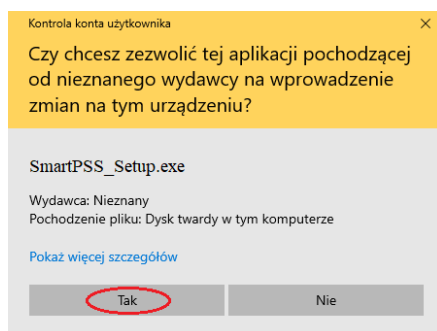 Kontrola konta użytkownika
Czy chcesz zezwolić tej aplikacji pochodzącej
od nieznanego wydawcy na wprowadzenie
zmian na tym urządzeniu?
SmartPSS_Setup.exe
Wydawca: Nieznany
Pochodzenie pliku: Dysk twardy w tym komputerze
Pokaż więcej szczegółów
Tak
Nie